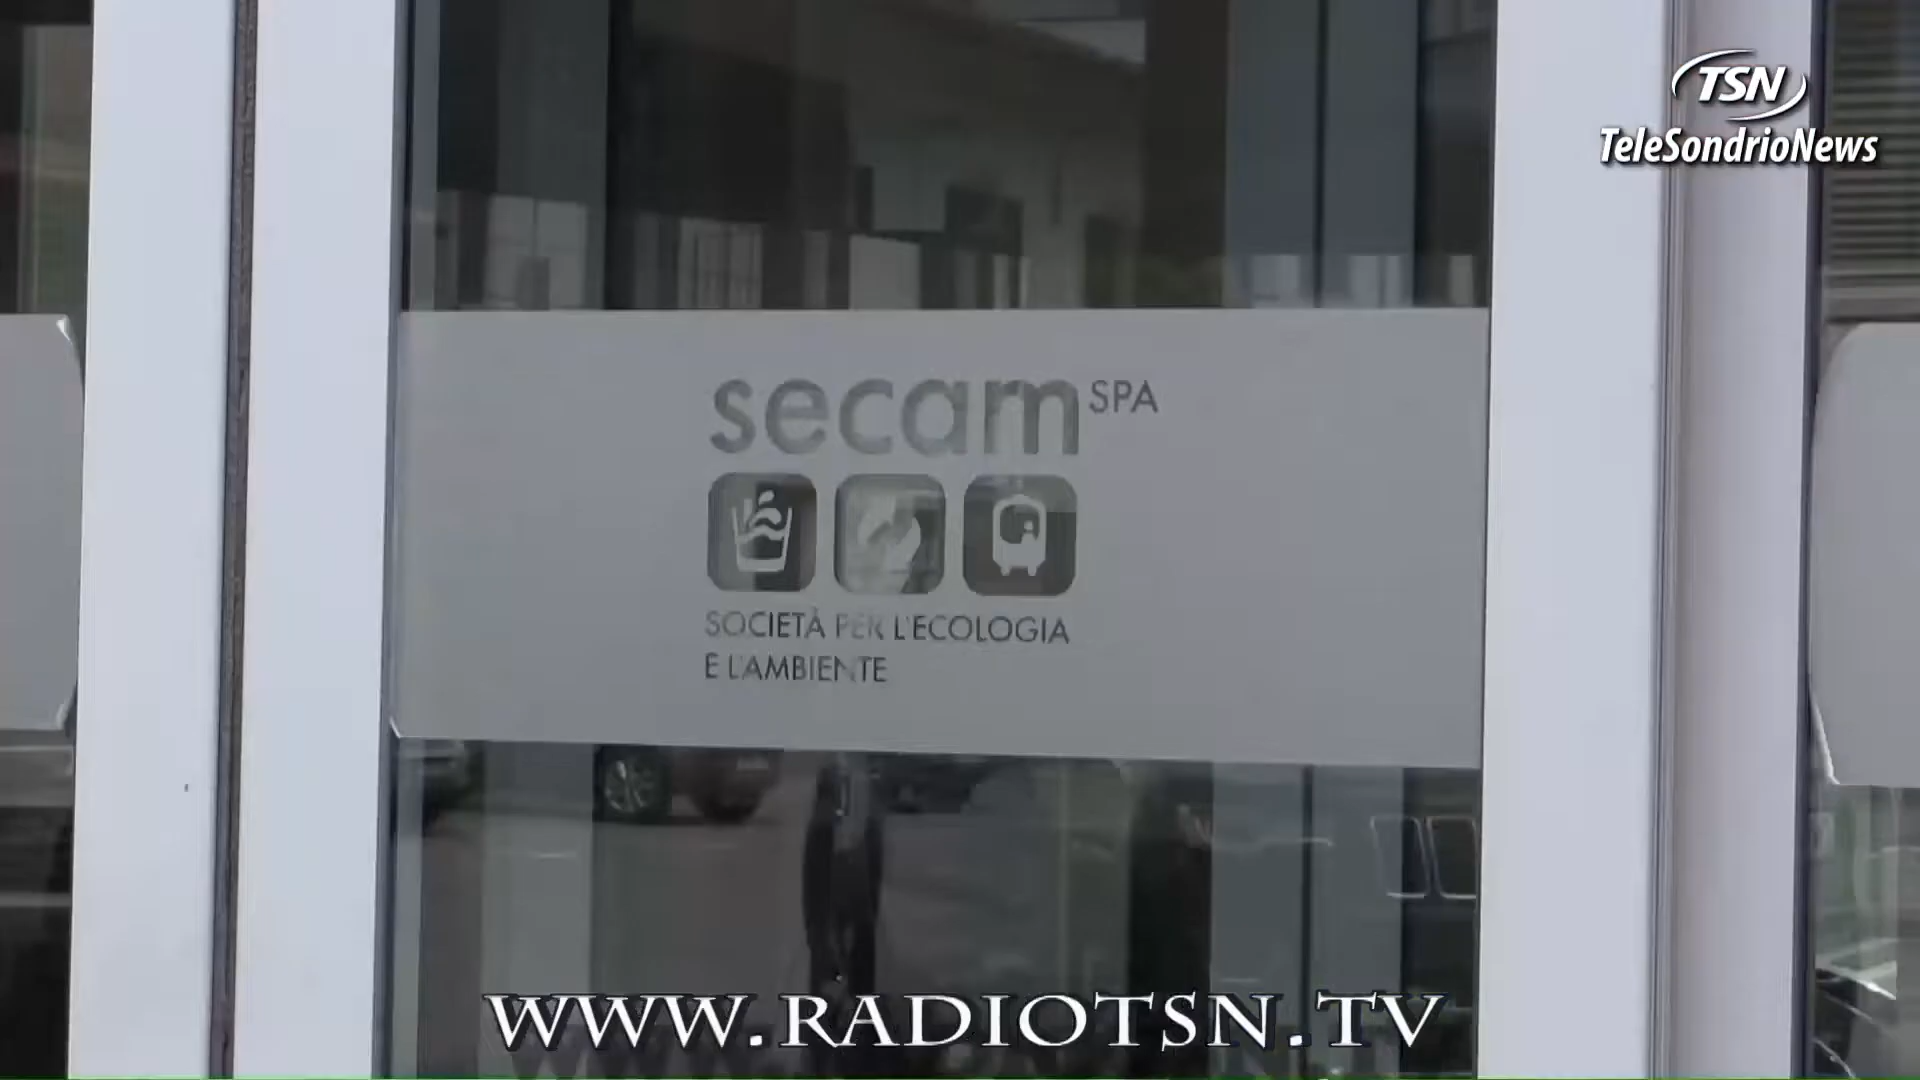 TSN
TeleSondrioNews
secam SPA
SOCIETÀ PER L'ECOLOGIA
E L'AMBIENTE
WWW.RADIOTSN.TV